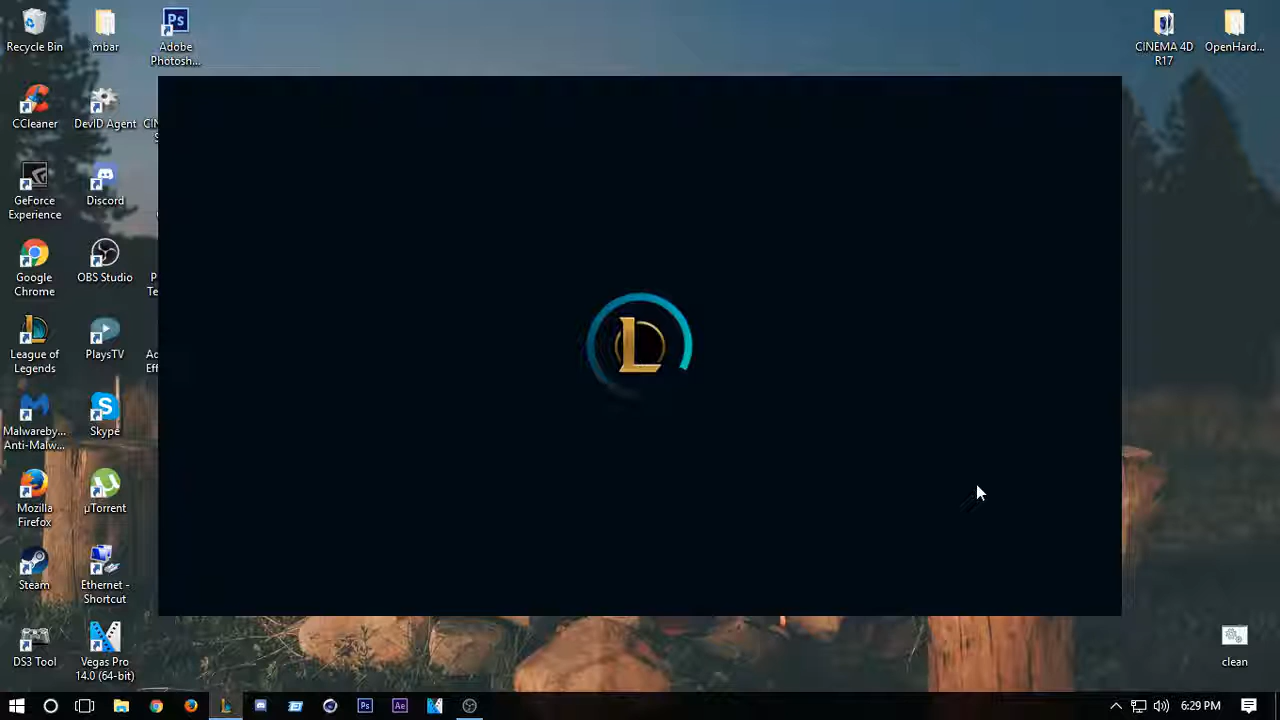 Recycle Bin
mbar
Adobe
Photosh...
CINEMA 4D
R17
OpenHard...
CCleaner
DevID Agent
GeForce
Experience
Discord
Google
Chrome
OBS Studio
League of
Legends
PlaysTV
Malwareby...
Anti-Malw...
Skype
Mozilla
Firefox
µTorrent
Steam
Ethernet -
Shortcut
DS3 Tool
Vegas Pro
14.0 (64-bit)
clean
6:29 PM